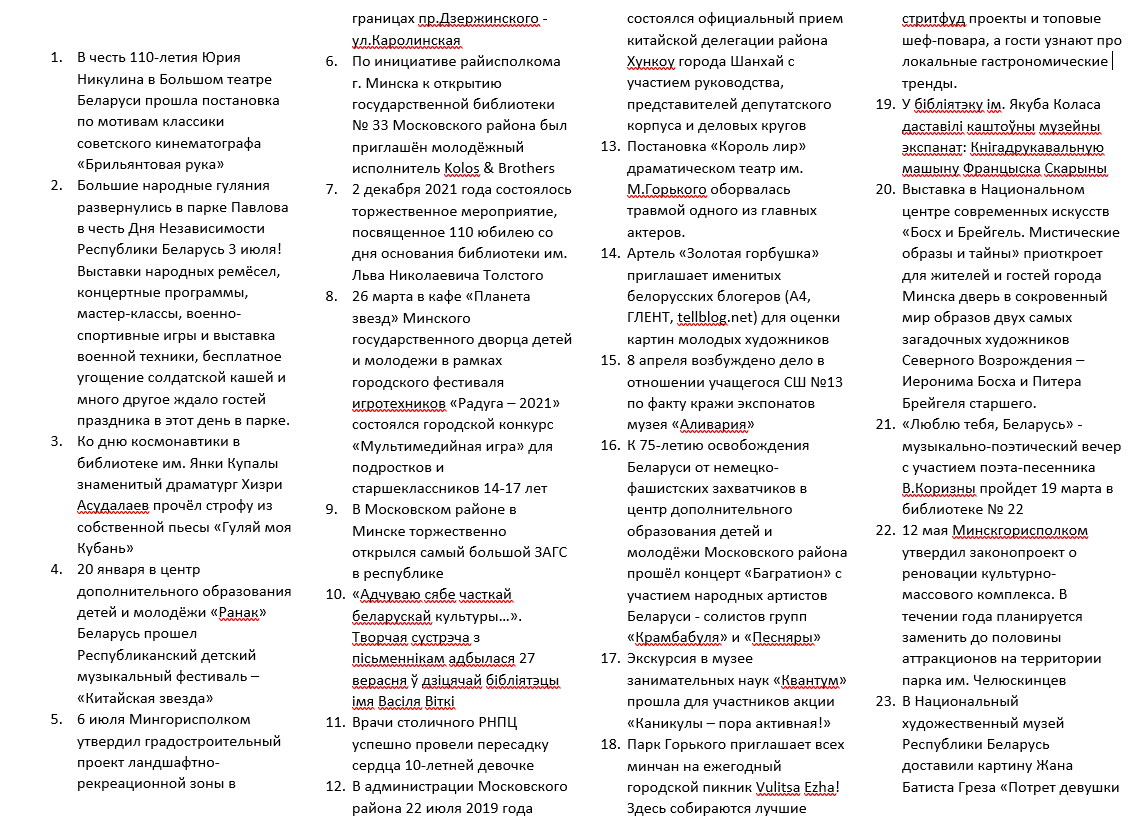 1. В честь 110-летия Юрия
Никулина в Большом театре
Беларуси прошла постановка
по мотивам классики
советского кинематографа
«Брильянтовая рука»
2. Большие народные гуляния
развернулись в парке Павлова
в честь Дня Независимости
Республики Беларусь 3 июля!
Выставки народных ремёсел,
концертные программы,
мастер-классы, военно-
спортивные игры и выставка
военной техники, бесплатное
угощение солдатской кашей и
много другое ждало гостей
праздника в этот день в парке.
3. Ко дню космонавтики в
библиотеке им. Янки Купалы
знаменитый драматург Хизри
Асудалаев прочёл строфу из
собственной пьесы «Гуляй моя
Кубань»
4. 20 января в центр
дополнительного образования
детей и молодёжи «Ранак»
Беларусь прошел
Республиканский детский
музыкальный фестиваль –
«Китайская звезда»
5. 6 июля Мингорисполком
утвердил градостроительный
проект ландшафтно-
рекреационной зоны в
границах пр.Дзержинского -
ул.Каролинская
6. По инициативе райисполкома
г. Минска к открытию
государственной библиотеки
№ 33 Московского района был
приглашён молодёжный
исполнитель Kolos & Brothers
7. 2 декабря 2021 года состоялось
торжественное мероприятие,
посвященное 110 юбилею со
дня основания библиотеки им.
Льва Николаевича Толстого
8. 26 марта в кафе «Планета
звезд» Минского
государственного дворца детей
и молодежи в рамках
городского фестиваля
игротехников «Радуга – 2021»
состоялся городской конкурс
«Мультимедийная игра» для
подростков и
старшеклассников 14-17 лет
9. В Московском районе в
Минске торжественно
открылся самый большой ЗАГС
в республике
10. «Адчуваю сябе часткай
беларускай культуры…».
Творчая сустрэча з
пісьменнікам адбылася 27
верасня ў дзіцячай бібліятэцы
імя Васіля Віткі
11. Врачи столичного РНПЦ
успешно провели пересадку
сердца 10-летней девочке
12. В администрации Московского
района 22 июля 2019 года
состоялся официальный прием
китайской делегации района
Хункоу города Шанхай с
участием руководства,
представителей депутатского
корпуса и деловых кругов
13. Постановка «Король лир»
драматическом театр им.
М.Горького оборвалась
травмой одного из главных
актеров.
14. Артель «Золотая горбушка»
приглашает именитых
белорусских блогеров (А4,
ГЛЕНТ, tellblog.net) для оценки
картин молодых художников
15. 8 апреля возбуждено дело в
отношении учащегося СШ №13
по факту кражи экспонатов
музея «Аливария»
16. К 75-летию освобождения
Беларуси от немецко-
фашистских захватчиков в
центр дополнительного
образования детей и
молодёжи Московского района
прошёл концерт «Багратион» с
участием народных артистов
Беларуси - солистов групп
«Крамбабуля» и «Песняры»
17. Экскурсия в музее
занимательных наук «Квантум»
прошла для участников акции
«Каникулы – пора активная!»
18. Парк Горького приглашает всех
минчан на ежегодный
городской пикник Vulitsa Ezha!
Здесь собираются лучшие
стритфуд проекты и топовые
шеф-повара, а гости узнают про
локальные гастрономические
тренды.
19. У бібліятэку ім. Якуба Коласа
даставілі каштоўны музейны
экспанат: Кнігадрукавальную
машыну Францыска Скарыны
20. Выставка в Национальном
центре современных искусств
«Босх и Брейгель. Мистические
образы и тайны» приоткроет
для жителей и гостей города
Минска дверь в сокровенный
мир образов двух самых
загадочных художников
Северного Возрождения –
Иеронима Босха и Питера
Брейгеля старшего.
21. «Люблю тебя, Беларусь» -
музыкально-поэтический вечер
с участием поэта-песенника
В.Коризны пройдет 19 марта в
библиотеке № 22
22. 12 мая Минскгорисполком
утвердил законопроект о
реновации культурно-
массового комплекса. В
течении года планируется
заменить до половины
аттракционов на территории
парка им. Челюскинцев
23. В Национальный
художественный музей
Республики Беларусь
доставили картину Жана
Батиста Греза «Потрет девушки